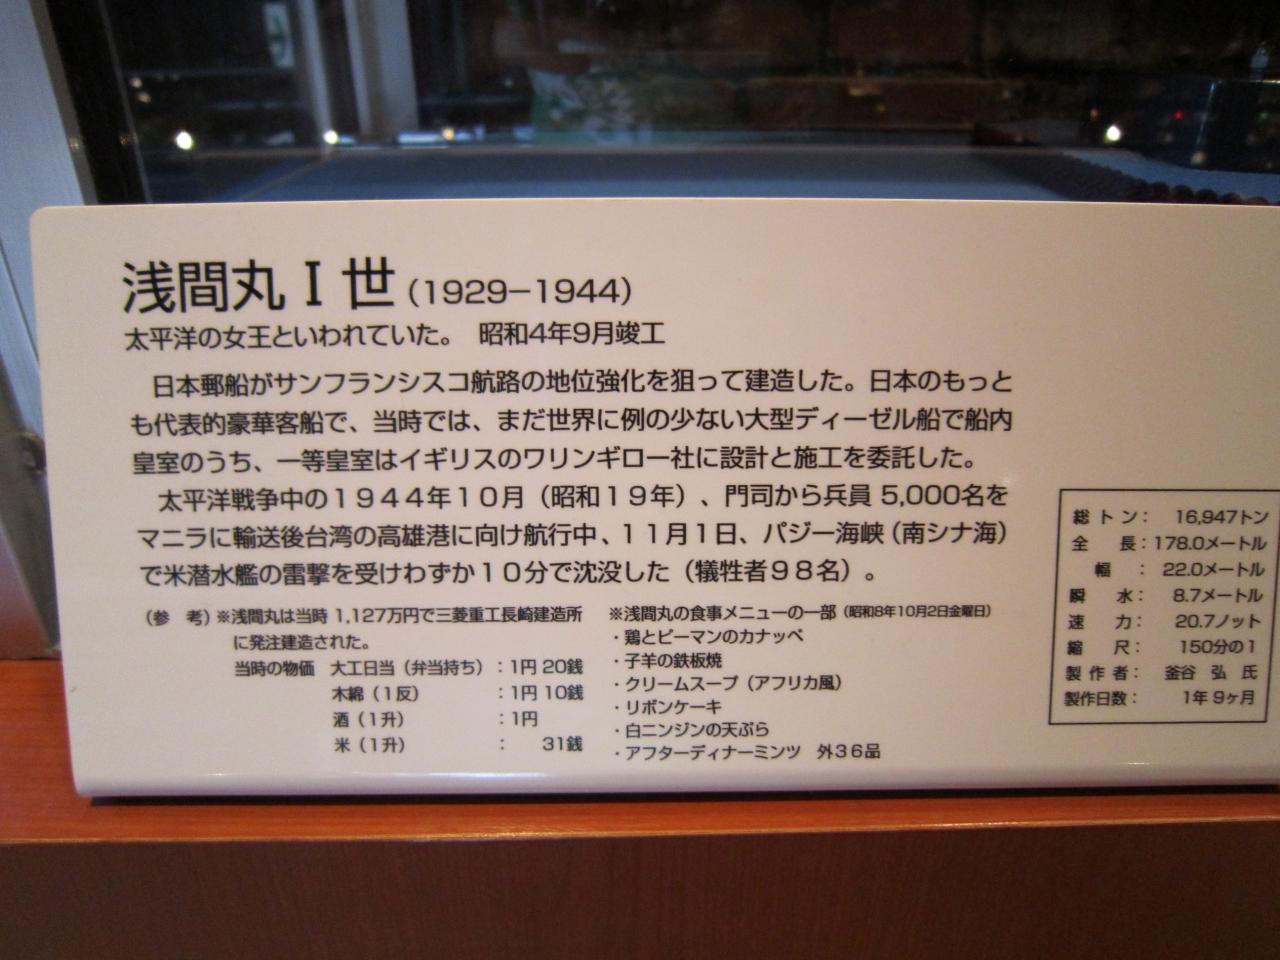 浅間丸Ⅰ世(1929−1944)
太平洋の女王といわれていた。 昭和4年9月竣工
日本郵船がサンフランシスコ航路の地位強化を狙って建造した。日本のもっと
も代表的豪華客船で、当時では、まだ世界に例の少ない大型ディーゼル船で船内
皇室のうち、一等皇室はイギリスのワリンギロー社に設計と施工を委託した。
太平洋戦争中の1944年10月(昭和19年)、門司から兵員5,000名を
マニラに輸送後台湾の高雄港に向け航行中、11月1日、パジー海峡(南シナ海)
で米潜水艦の雷撃を受けわずか10分で沈没した(犠牲者98名)。
(参 考)※浅間丸は当時 1,127万円で三菱重工長崎建造所
に発注建造された。
当時の物価 大工日当(弁当持ち):1円20銭
木綿(1反) :1円10銭
酒(1升) :1円
米(1升) : 31銭
※浅間丸の食事メニューの一部(昭和8年10月2日金曜日)
・鶏とピーマンのカナッペ
・子羊の鉄板焼
・クリームスープ(アフリカ風)
・リボンケーキ
・白ニンジンの天ぷら
・アフターディナーミンツ 外36品
総トン: 16,947トン
全 長:178.0メートル
幅 : 22.0メートル
瞬 水: 8.7メートル
速 力: 20.7ノット
縮 尺: 150分の1
製作者: 釜谷 弘 氏
製作日数: 1年9ヶ月